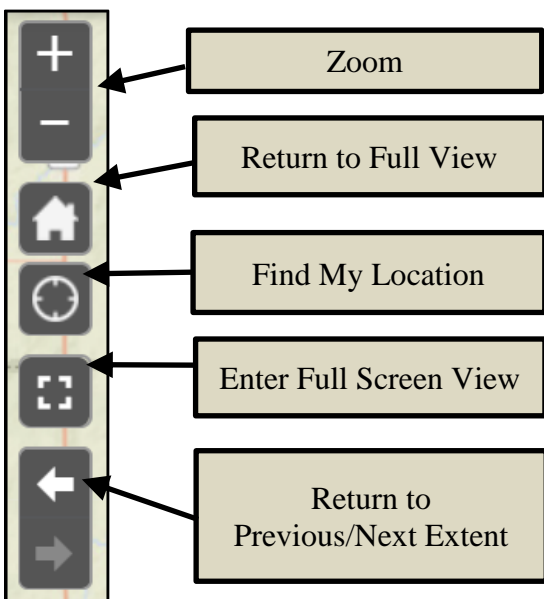 Zoom
Return to Full View
Find My Location
Enter Full Screen View
Return to
Previous/Next Extent